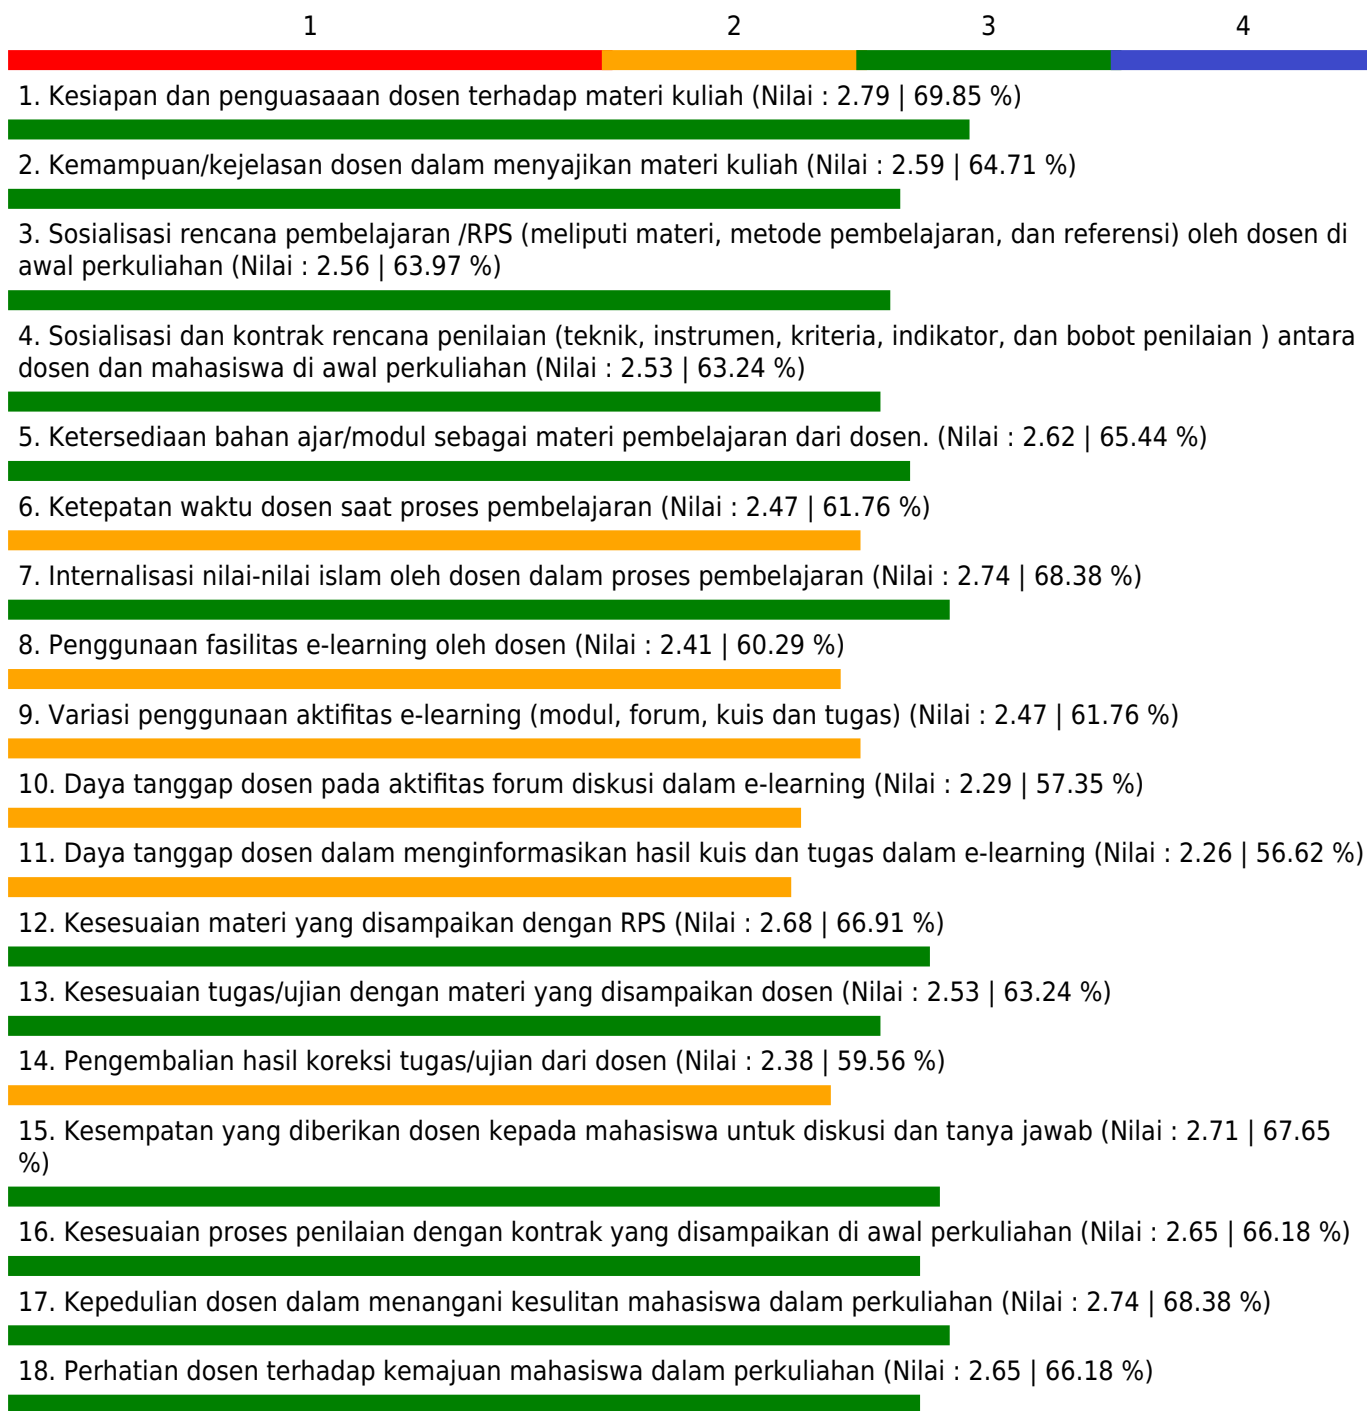 1 2 3 4
1. Kesiapan dan penguasaaan dosen terhadap materi kuliah (Nilai : 2.79 | 69.85 %)
2. Kemampuan/kejelasan dosen dalam menyajikan materi kuliah (Nilai : 2.59 | 64.71 %)
3. Sosialisasi rencana pembelajaran /RPS (meliputi materi, metode pembelajaran, dan referensi) oleh dosen di
awal perkuliahan (Nilai : 2.56 | 63.97 %)
4. Sosialisasi dan kontrak rencana penilaian (teknik, instrumen, kriteria, indikator, dan bobot penilaian ) antara
dosen dan mahasiswa di awal perkuliahan (Nilai : 2.53 | 63.24 %)
5. Ketersediaan bahan ajar/modul sebagai materi pembelajaran dari dosen. (Nilai : 2.62 | 65.44 %)
6. Ketepatan waktu dosen saat proses pembelajaran (Nilai : 2.47 | 61.76 %)
7. Internalisasi nilai-nilai islam oleh dosen dalam proses pembelajaran (Nilai : 2.74 | 68.38 %)
8. Penggunaan fasilitas e-learning oleh dosen (Nilai : 2.41 | 60.29 %)
9. Variasi penggunaan aktifitas e-learning (modul, forum, kuis dan tugas) (Nilai : 2.47 | 61.76 %)
10. Daya tanggap dosen pada aktifitas forum diskusi dalam e-learning (Nilai : 2.29 | 57.35 %)
11. Daya tanggap dosen dalam menginformasikan hasil kuis dan tugas dalam e-learning (Nilai : 2.26 | 56.62 %)
12. Kesesuaian materi yang disampaikan dengan RPS (Nilai : 2.68 | 66.91 %)
13. Kesesuaian tugas/ujian dengan materi yang disampaikan dosen (Nilai : 2.53 | 63.24 %)
14. Pengembalian hasil koreksi tugas/ujian dari dosen (Nilai : 2.38 | 59.56 %)
15. Kesempatan yang diberikan dosen kepada mahasiswa untuk diskusi dan tanya jawab (Nilai : 2.71 | 67.65
%)
16. Kesesuaian proses penilaian dengan kontrak yang disampaikan di awal perkuliahan (Nilai : 2.65 | 66.18 %)
17. Kepedulian dosen dalam menangani kesulitan mahasiswa dalam perkuliahan (Nilai : 2.74 | 68.38 %)
18. Perhatian dosen terhadap kemajuan mahasiswa dalam perkuliahan (Nilai : 2.65 | 66.18 %)